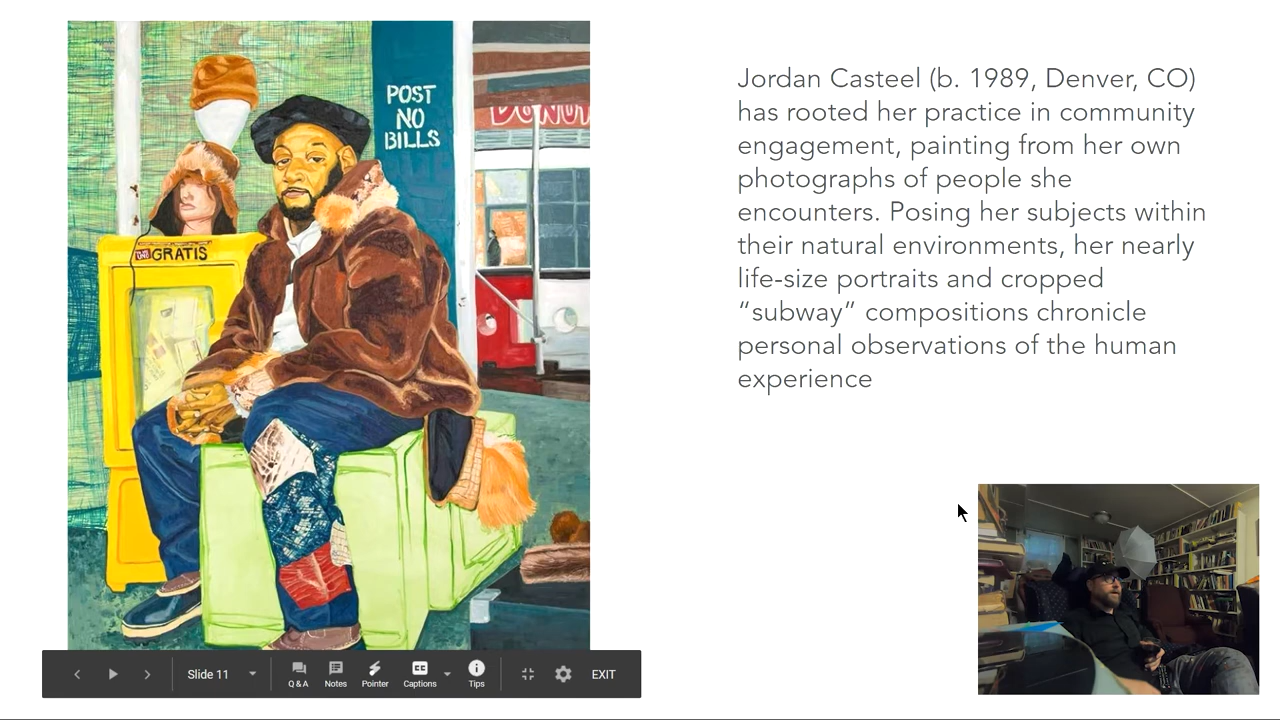 POST
NO
BILLS
DONUT
GRATIS
Jordan Casteel (b. 1989, Denver, CO)
has rooted her practice in community
engagement, painting from her own
photographs of people she
encounters. Posing her subjects within
their natural environments, her nearly
life-size portraits and cropped
“subway” compositions chronicle
personal observations of the human
experience
Slide 11
Q & A
Notes
Pointer
CC
Captions
Tips
EXIT